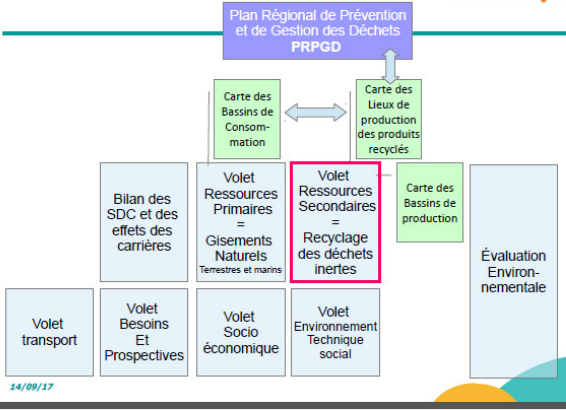 Plan Régional de Prévention
et de Gestion des Déchets
PRPGD
Carte des
Bassins de
Consom-
mation
Carte des
Lieux de
production
des produits
recyclés
Bilan des
SDC et des
effets des
carrières
Volet
Ressources
Primaires
=
Gisements
Naturels
Terrestres et marins
Volet
Ressources
Secondaires
=
Recyclage
des déchets
inertes
Carte des
Bassins de
production
Évaluation
Environ-
nementale
Volet
transport
Volet
Besoins
Et
Prospectives
Volet
Socio
économique
Volet
Environnement
Technique
social
14/09/17